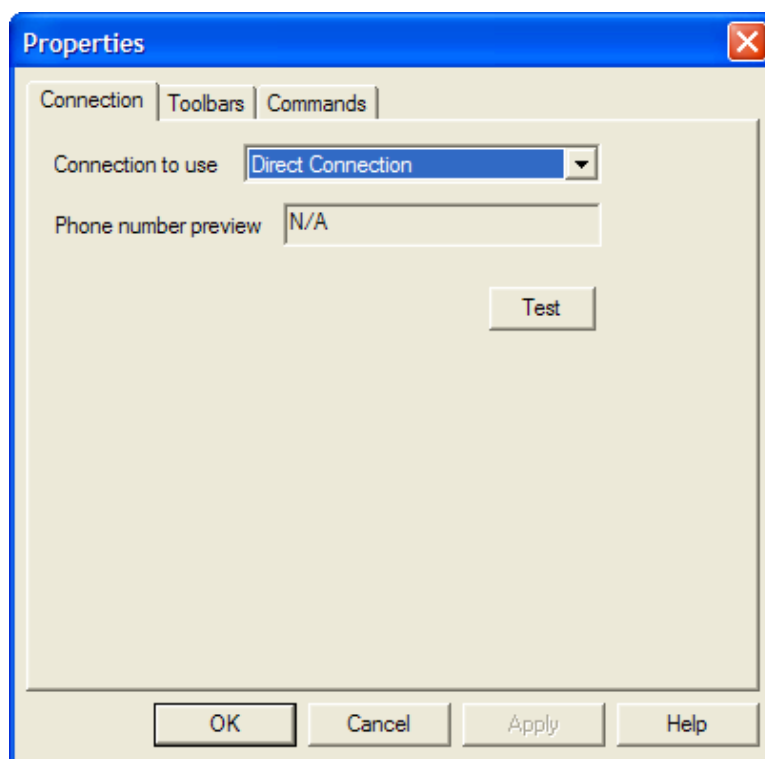 Properties
Connection Toolbars Commands
Connection to use Direct Connection
Phone number preview N/A
Test
OK Cancel Apply Help